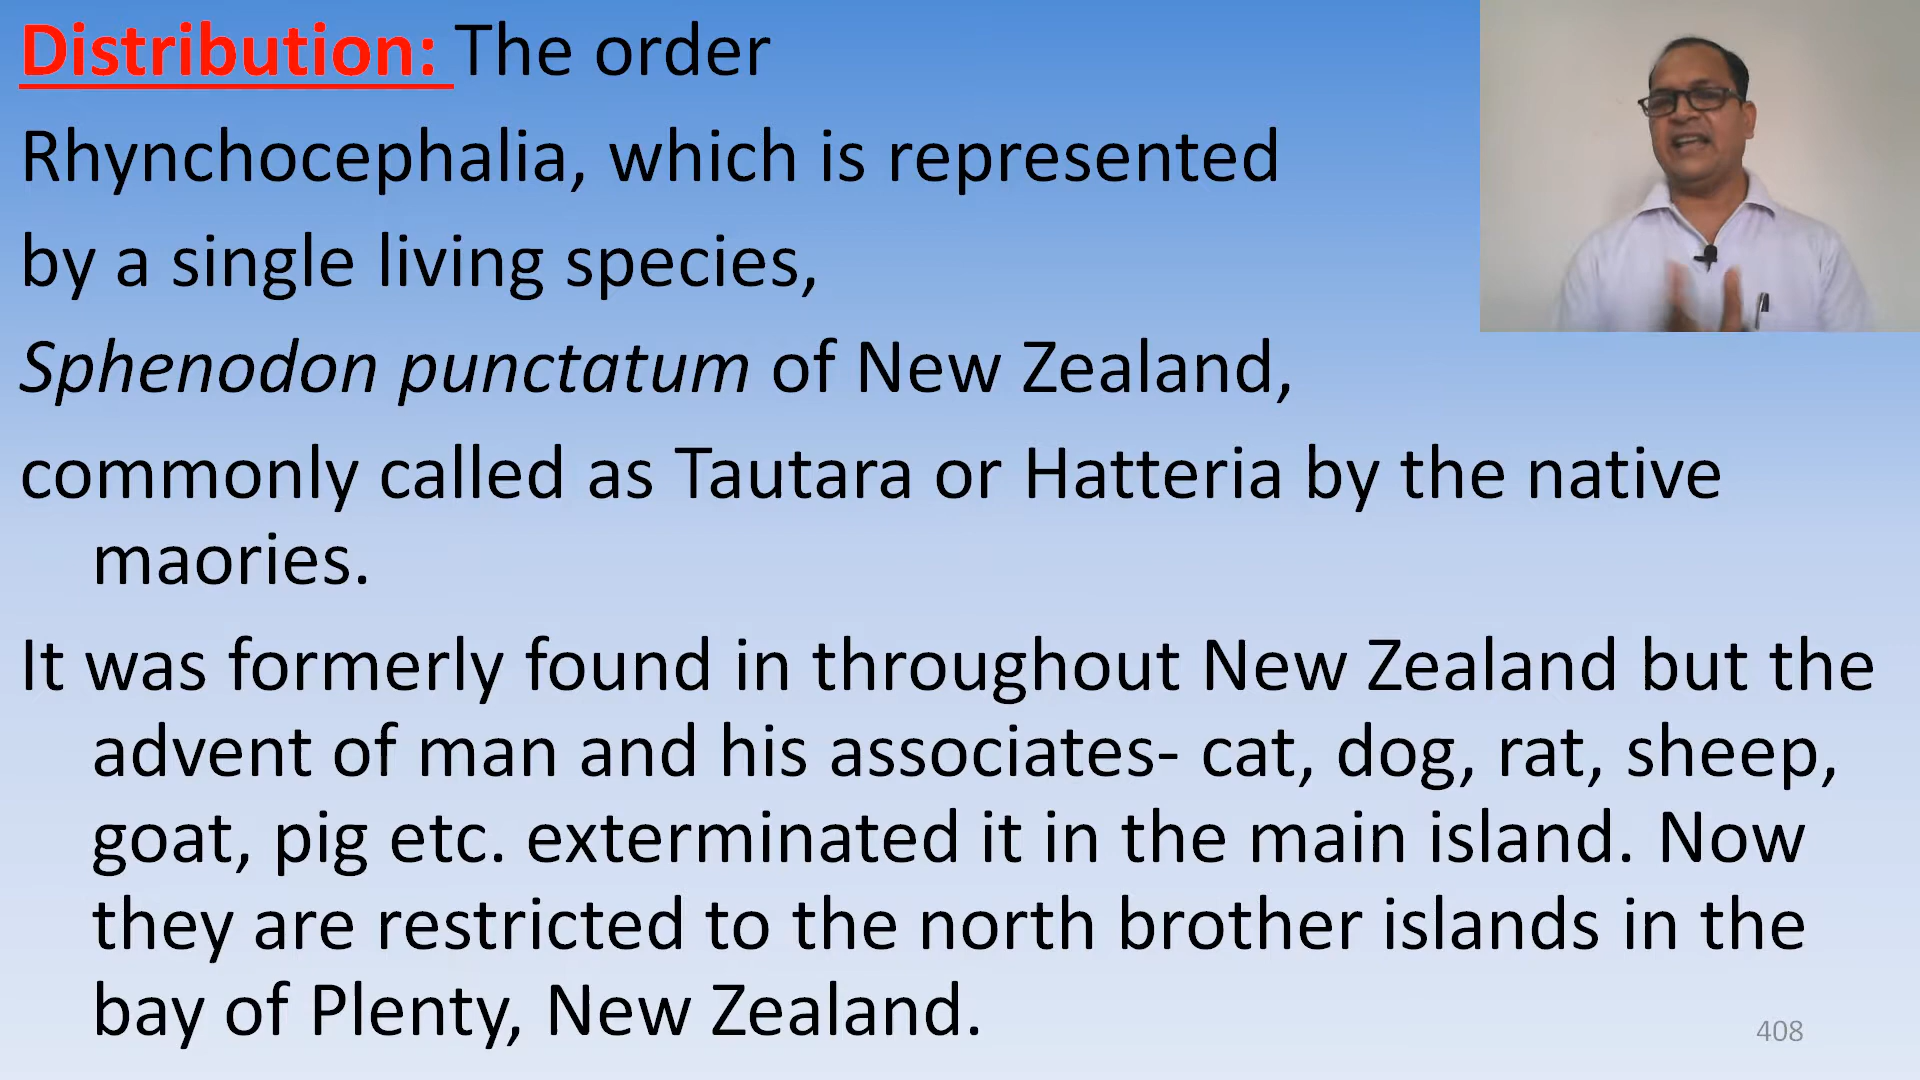 Distribution: The order
Rhynchocephalia, which is represented
by a single living species,
Sphenodon punctatum of New Zealand,
commonly called as Tautara or Hatteria by the native
maories.
It was formerly found in throughout New Zealand but the
advent of man and his associates- cat, dog, rat, sheep,
goat, pig etc. exterminated it in the main island. Now
they are restricted to the north brother islands in the
bay of Plenty, New Zealand.
408